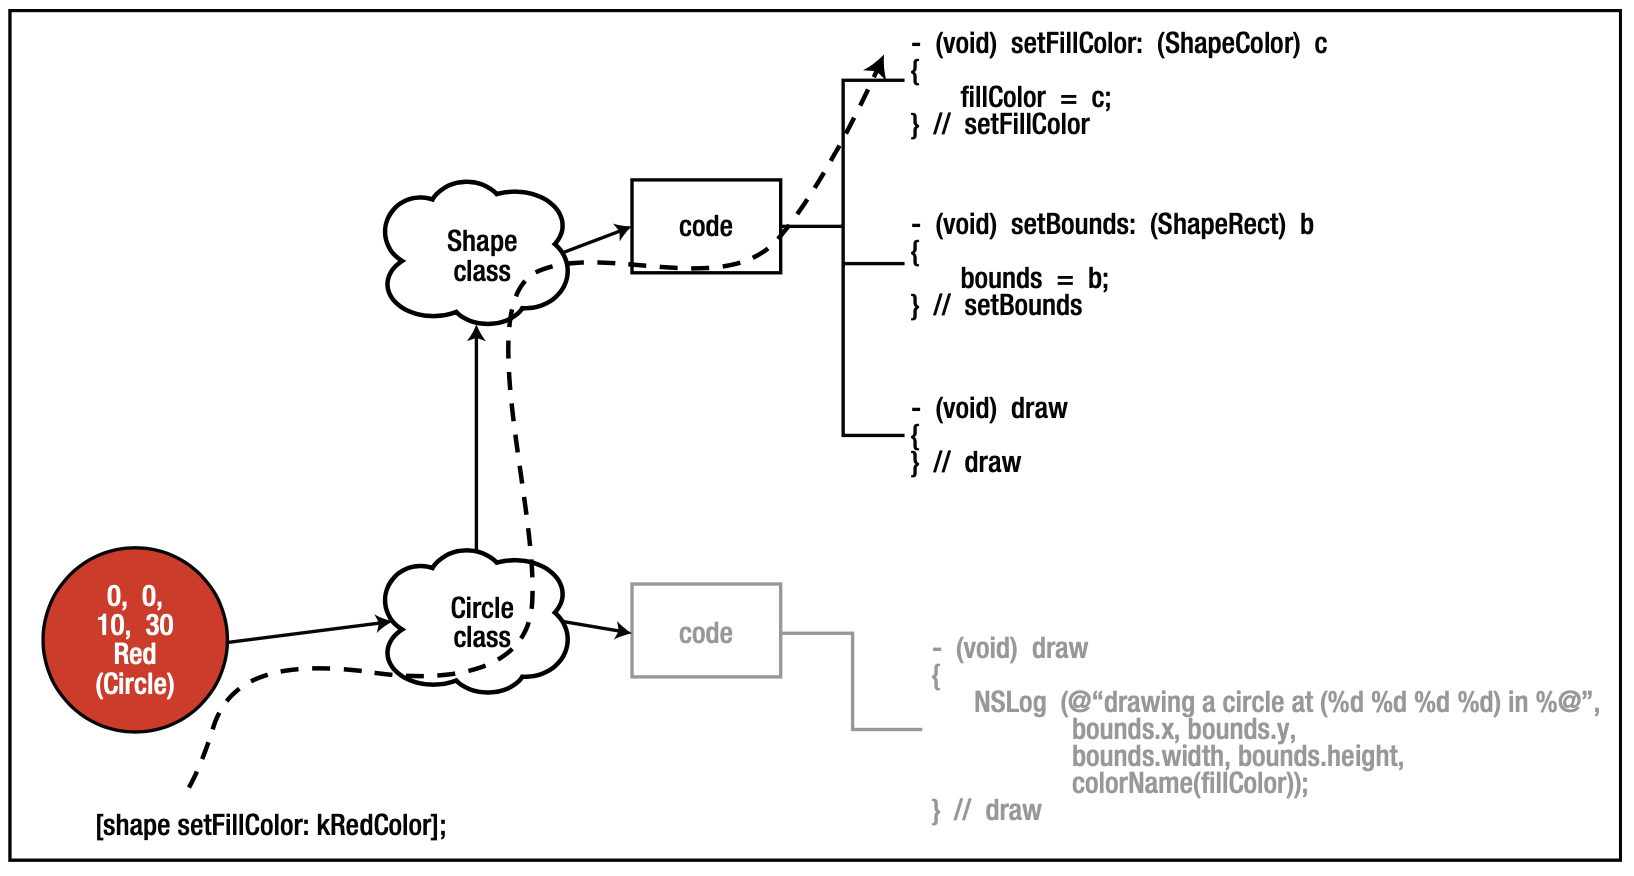 - (void) setFillColor: (ShapeColor) c
{
fillColor = c;
} // setFillColor
Shape
class
code
- (void) setBounds: (ShapeRect) b
{
bounds = b;
} // setBounds
- (void) draw
{
} // draw
0, 0,
10, 30
Red
(Circle)
Circle
class
code
- (void) draw
{
NSLog (@“drawing a circle at (%d %d %d %d) in %@”,
bounds.x, bounds.y,
bounds.width, bounds.height,
colorName(fillColor));
} // draw
[shape setFillColor: kRedColor];